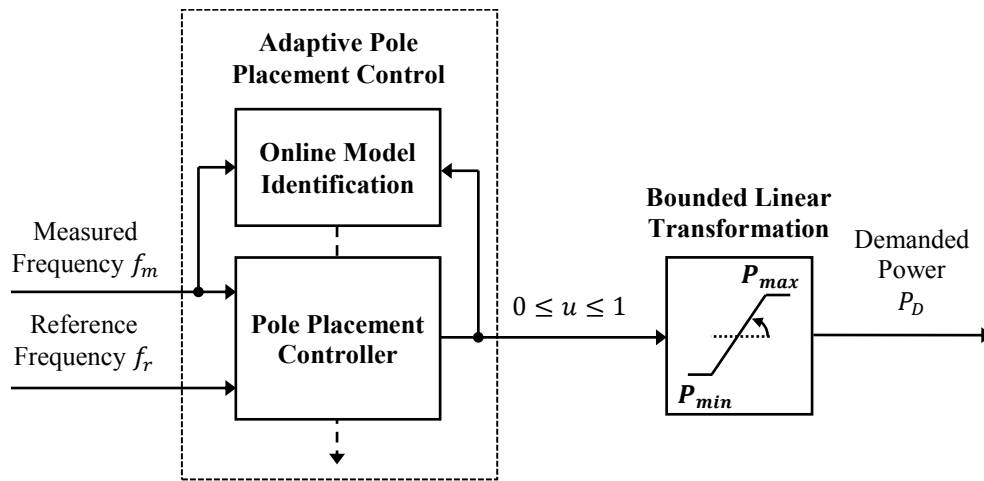 Adaptive Pole
Placement Control
Online Model
Identification
Measured
Frequency f_m
Reference
Frequency f_r
Pole Placement
Controller
0 ≤ u ≤ 1
Bounded Linear
Transformation
P_max
P_min
Demanded
Power
P_D